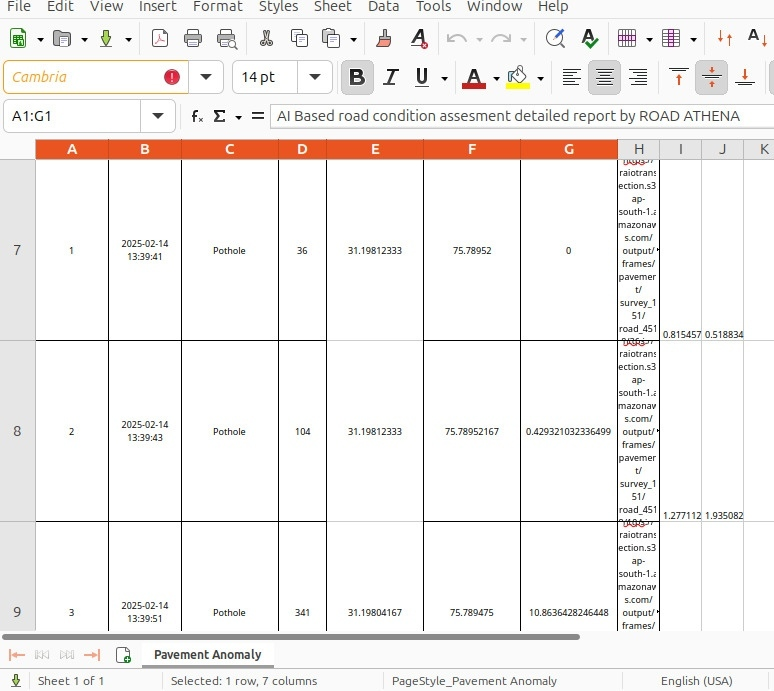 File Edit View Insert Format Styles Sheet Data Tools Window Help
Cambria 14 pt B I U A
A1:G1 fx Σ = AI Based road condition assesment detailed report by ROAD ATHENA
A B C D E F G H I J K
7 1 2025-02-14 13:39:41 Pothole 36 31.19812333 75.78952 0
raiotrans
ection.s3
ap-
south-1.a
mazonaw
s.com/
output/
frames/
pavemer
t/
survey_1
51/
road_451
0.815457 0.518834
8 2 2025-02-14 13:39:43 Pothole 104 31.19812333 75.78952167 0.429321032336499
raiotrans
ection.s3
ap-
south-1.a
mazonaw
s.com/
output/
frames/
pavemer
t/
survey_1
51/
road_451
1.277112 1.935082
9 3 2025-02-14 13:39:51 Pothole 341 31.19804167 75.789475 10.8636428246448
raiotrans
ection.s3
ap-
south-1.a
mazonaw
s.com/
output/
frames/
Pavement Anomaly
Sheet 1 of 1 Selected: 1 row, 7 columns PageStyle_Pavement Anomaly English (USA)